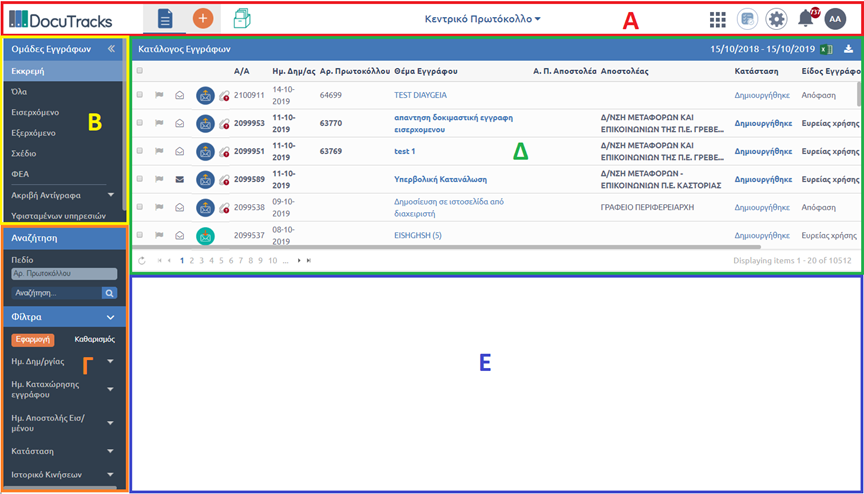 DocuTracks
Κεντρικό Πρωτόκολλο
Α
737
AA
Ομάδες Εγγράφων
Εκκρεμή
Όλα
Εισερχόμενο
Εξερχόμενο
Σχέδιο
ΦΕΑ
Ακριβή Αντίγραφα
Υφισταμένων υπηρεσιών
Β
Αναζήτηση
Πεδίο
Αρ. Πρωτοκόλλου
Αναζήτηση...
Φίλτρα
Εφαρμογή Καθαρισμός
Ημ. Δημ/ργίας
Ημ. Καταχώρησης
εγγράφου
Ημ. Αποστολής Εισ/
μένου
Κατάσταση
Ιστορικό Κινήσεων
Γ
Κατάλογος Εγγράφων 15/10/2018 - 15/10/2019
Α/Α Ημ. Δημ/ας Αρ. Πρωτοκόλλου Θέμα Εγγράφου Α. Π. Αποστολέα Αποστολέας Κατάσταση Είδος Εγγράφο
2100911 14-10-2019 64699 TEST DIAYGEIA Δημιουργήθηκε Απόφαση
2099953 11-10-2019 63770 απαντηση δοκιμαστικη εγγραφη εισερχομενου Δ/ΝΣΗ ΜΕΤΑΦΟΡΩΝ ΚΑΙ ΕΠΙΚΟΙΝΩΝΙΩΝ ΤΗΣ Π.Ε. ΓΡΕΒΕ... Δημιουργήθηκε Ευρείας χρήσης
2099951 11-10-2019 63769 test 1 Δ/ΝΣΗ ΜΕΤΑΦΟΡΩΝ ΚΑΙ ΕΠΙΚΟΙΝΩΝΙΩΝ ΤΗΣ Π.Ε. ΓΡΕΒΕ... Δημιουργήθηκε Ευρείας χρήσης
2099589 11-10-2019 Υπερβολική Κατανάλωση Δ/ΝΣΗ ΜΕΤΑΦΟΡΩΝ - ΕΠΙΚΟΙΝΩΝΙΩΝ Π.Ε. ΚΑΣΤΟΡΙΑΣ Δημιουργήθηκε Ευρείας χρήσης
2099538 09-10-2019 Δημοσίευση σε ιστοσελίδα από διαχειριστή ΓΡΑΦΕΙΟ ΠΕΡΙΦΕΡΕΙΑΡΧΗ Δημιουργήθηκε Απόφαση
2099537 08-10-2019 EISHGHSH (5) Δημιουργήθηκε Ευρείας χρήσης
Δ
1 2 3 4 5 6 7 8 9 10 ... Displaying items 1 - 20 of 10512
Ε